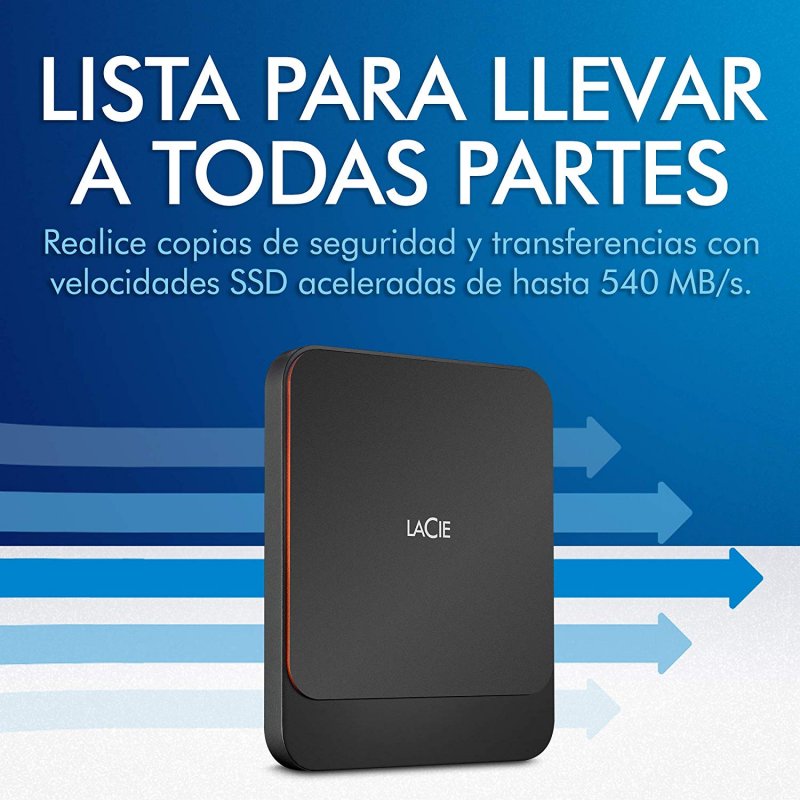 LISTA PARA LLEVAR
A TODAS PARTES
Realice copias de seguridad y transferencias con
velocidades SSD aceleradas de hasta 540 MB/s.
LACIE